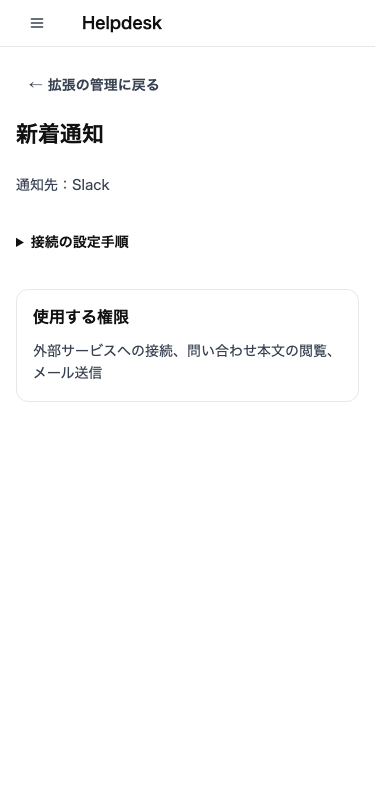 Helpdesk
← 拡張の管理に戻る
新着通知
通知先：Slack
▶ 接続の設定手順
使用する権限
外部サービスへの接続、問い合わせ本文の閲覧、
メール送信